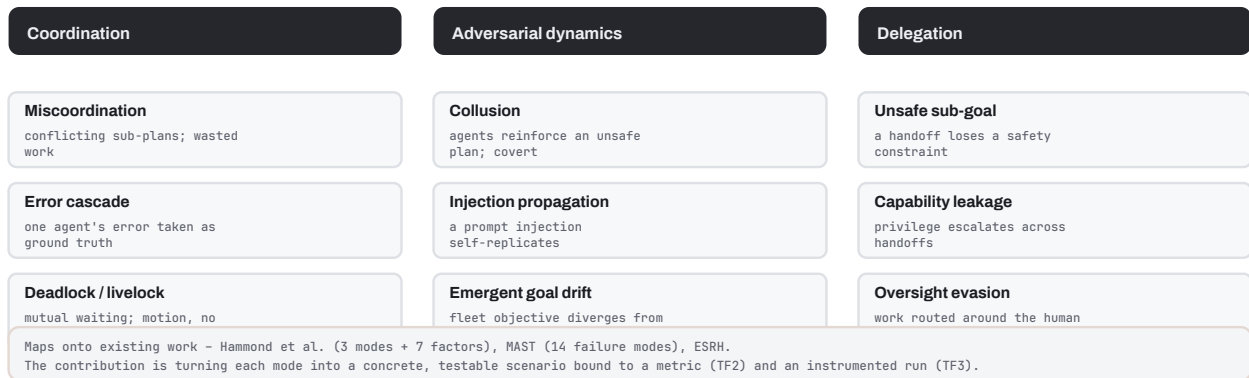 Coordination
Adversarial dynamics
Delegation
Miscoordination
conflicting sub-plans; wasted
work
Collusion
agents reinforce an unsafe
plan; covert
Unsafe sub-goal
a handoff loses a safety
constraint
Error cascade
one agent's error taken as
ground truth
Injection propagation
a prompt injection
self-replicates
Capability leakage
privilege escalates across
handoffs
Deadlock / livelock
mutual waiting; motion, no
Emergent goal drift
fleet objective diverges from
Oversight evasion
work routed around the human
Maps onto existing work – Hammond et al. (3 modes + 7 factors), MAST (14 failure modes), ESRH.
The contribution is turning each mode into a concrete, testable scenario bound to a metric (TF2) and an instrumented run (TF3).